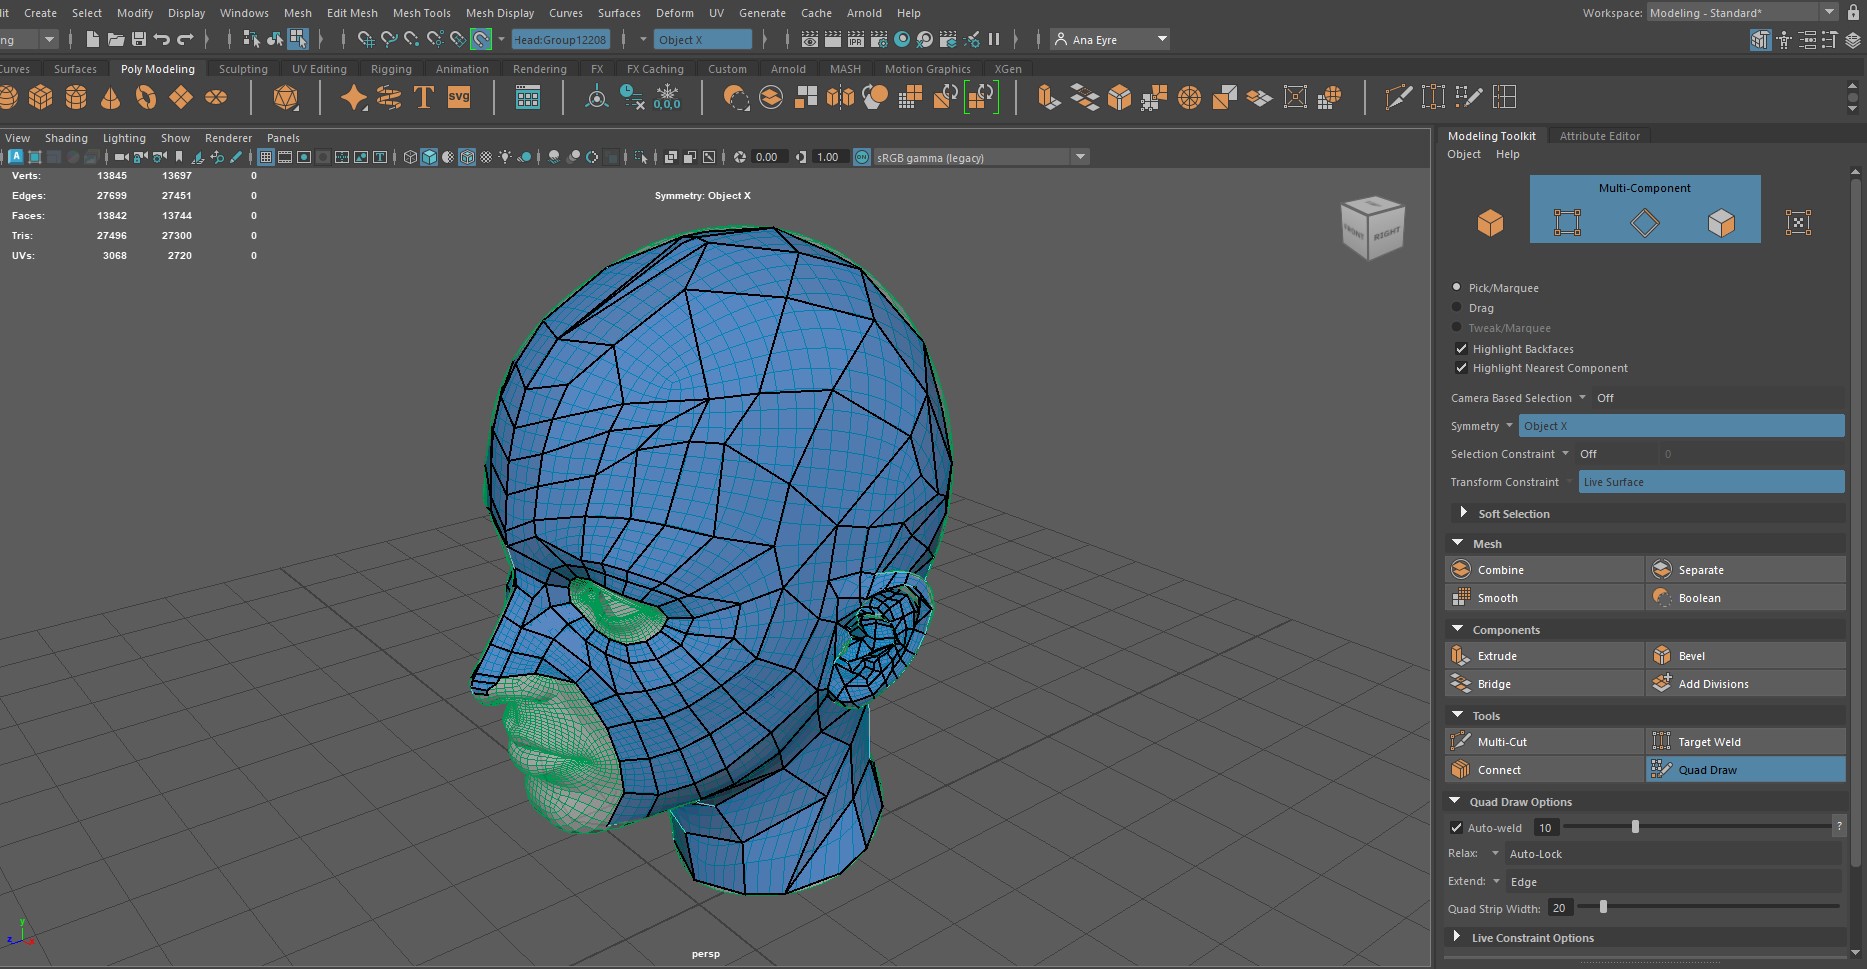 it Create Select Modify Display Windows Mesh Edit Mesh Mesh Tools Mesh Display Curves Surfaces Deform UV Generate Cache Arnold Help
Workspace: Modeling - Standard*
ng Head:Group12208 Object X IPR Ana Eyre
urves Surfaces Poly Modeling Sculpting UV Editing Rigging Animation Rendering FX FX Caching Custom Arnold MASH Motion Graphics XGen
T SVG 0,0,0
View Shading Lighting Show Renderer Panels
A T 0.00 1.00 ON sRGB gamma (legacy)
Verts: 13845 13697 0
Edges: 27699 27451 0
Faces: 13842 13744 0
Tris: 27496 27300 0
UVs: 3068 2720 0
Symmetry: Object X
FRONT RIGHT
y
z x
persp
Modeling Toolkit Attribute Editor
Object Help
Multi-Component
Pick/Marquee
Drag
Tweak/Marquee
Highlight Backfaces
Highlight Nearest Component
Camera Based Selection Off
Symmetry Object X
Selection Constraint Off 0
Transform Constraint Live Surface
Soft Selection
Mesh
Combine Separate
Smooth Boolean
Components
Extrude Bevel
Bridge Add Divisions
Tools
Multi-Cut Target Weld
Connect Quad Draw
Quad Draw Options
Auto-weld 10 ?
Relax: Auto-Lock
Extend: Edge
Quad Strip Width: 20
Live Constraint Options